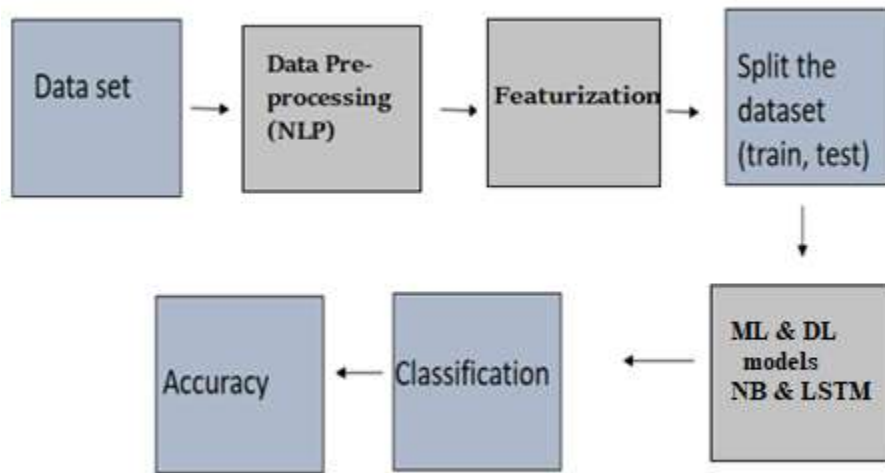 Data set
Data Pre-
processing
(NLP)
Featurization
Split the
dataset
(train, test)
ML & DL
models
NB & LSTM
Classification
Accuracy